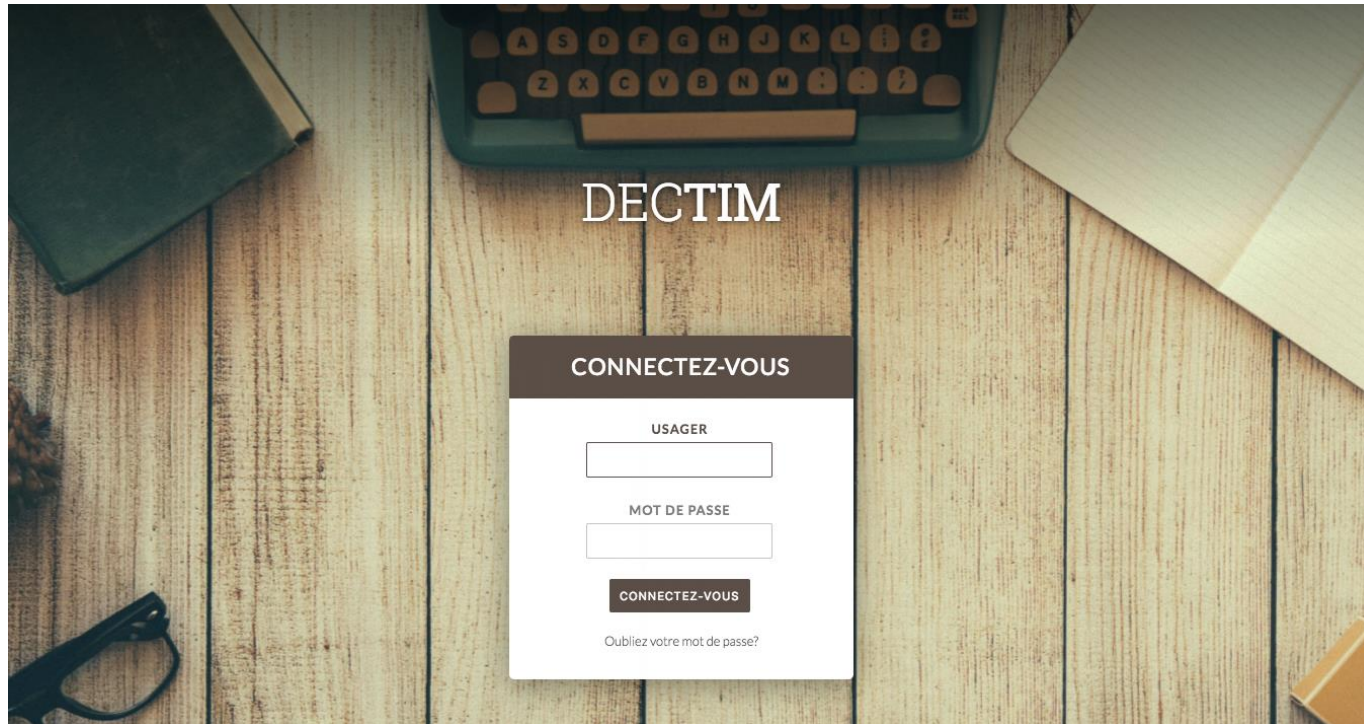 A S D F G H J K L
Z X C V B N M
DECTIM
CONNECTEZ-VOUS
USAGER
MOT DE PASSE
CONNECTEZ-VOUS
Oubliez votre mot de passe?